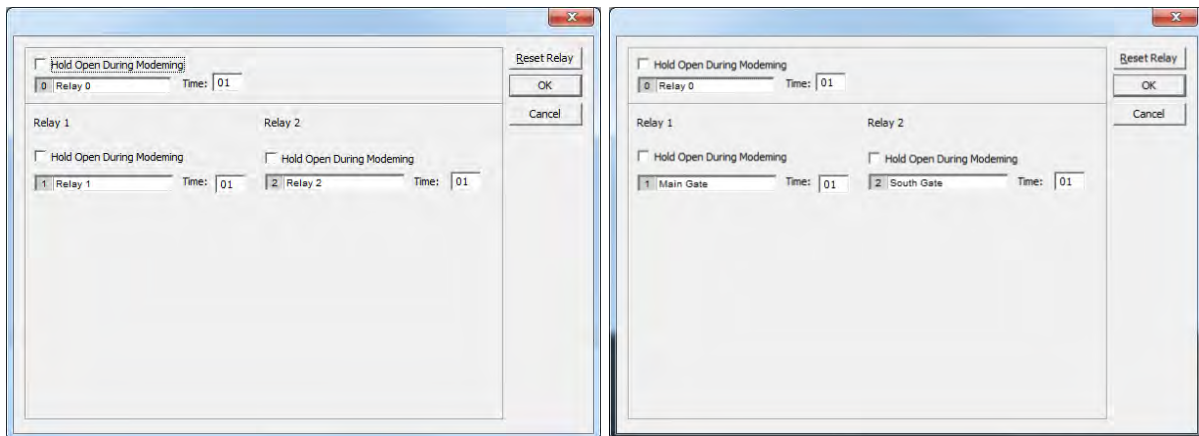 Hold Open During Modeming
0 Relay 0 Time: 01
Reset Relay
OK
Cancel
Relay 1 Relay 2
Hold Open During Modeming Hold Open During Modeming
1 Relay 1 Time: 01 2 Relay 2 Time: 01
Hold Open During Modeming
0 Relay 0 Time: 01
Reset Relay
OK
Cancel
Relay 1 Relay 2
Hold Open During Modeming Hold Open During Modeming
1 Main Gate Time: 01 2 South Gate Time: 01